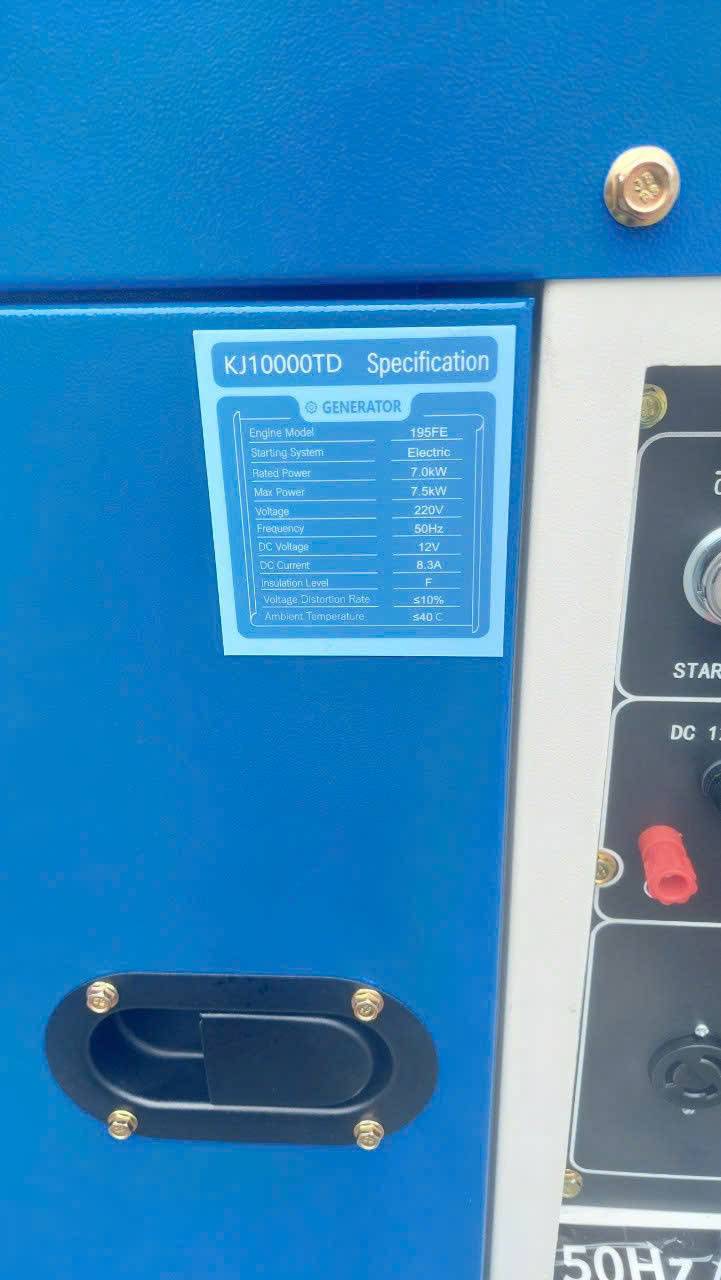 KJ10000TD Specification
GENERATOR
Engine Model 195FE
Starting System Electric
Rated Power 7.0kW
Max Power 7.5kW
Voltage 220V
Frequency 50Hz
DC Voltage 12V
DC Current 8.3A
Insulation Level F
Voltage Distortion Rate ≤10%
Ambient Temperature ≤40 C
STAR
DC 1
50Hz